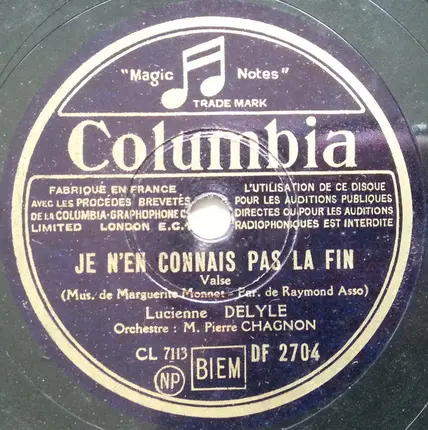 "Magic Notes"
TRADE MARK
Columbia
FABRIQUÉ EN FRANCE
AVEC LES PROCÉDÉS BREVETÉS
DE LA COLUMBIA-GRAPHOPHONE C
LIMITED LONDON E.C.
L'UTILISATION DE CE DISQUE
POUR LES AUDITIONS PUBLIQUES
DIRECTES OU POUR LES AUDITIONS
RADIOPHONIQUES EST INTERDITE
JE N'EN CONNAIS PAS LA FIN
Valse
(Mus. de Marguerite Monnet - Par. de Raymond Asso)
Lucienne DELYLE
Orchestre : M. Pierre CHAGNON
CL 7113 BIEM DF 2704
NP